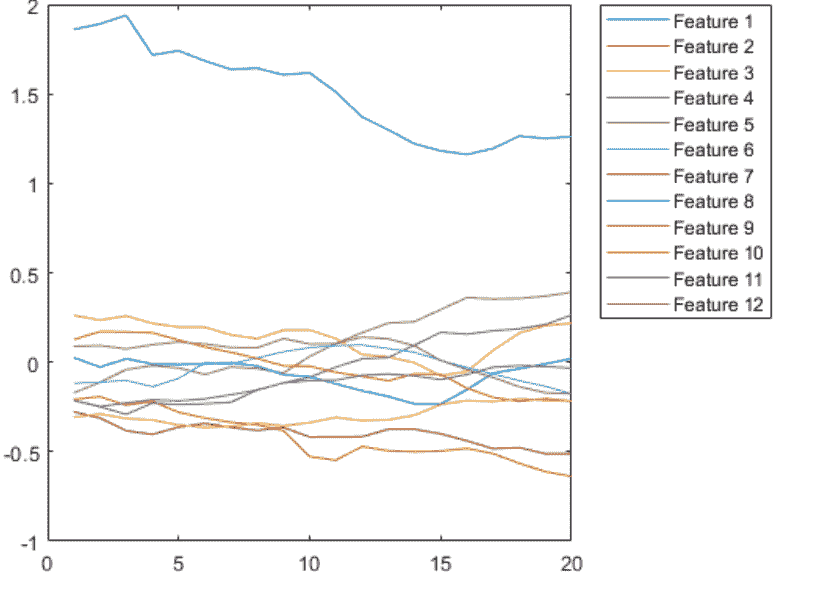 2
1.5
1
0.5
0
-0.5
-1
0 5 10 15 20
Feature 1
Feature 2
Feature 3
Feature 4
Feature 5
Feature 6
Feature 7
Feature 8
Feature 9
Feature 10
Feature 11
Feature 12